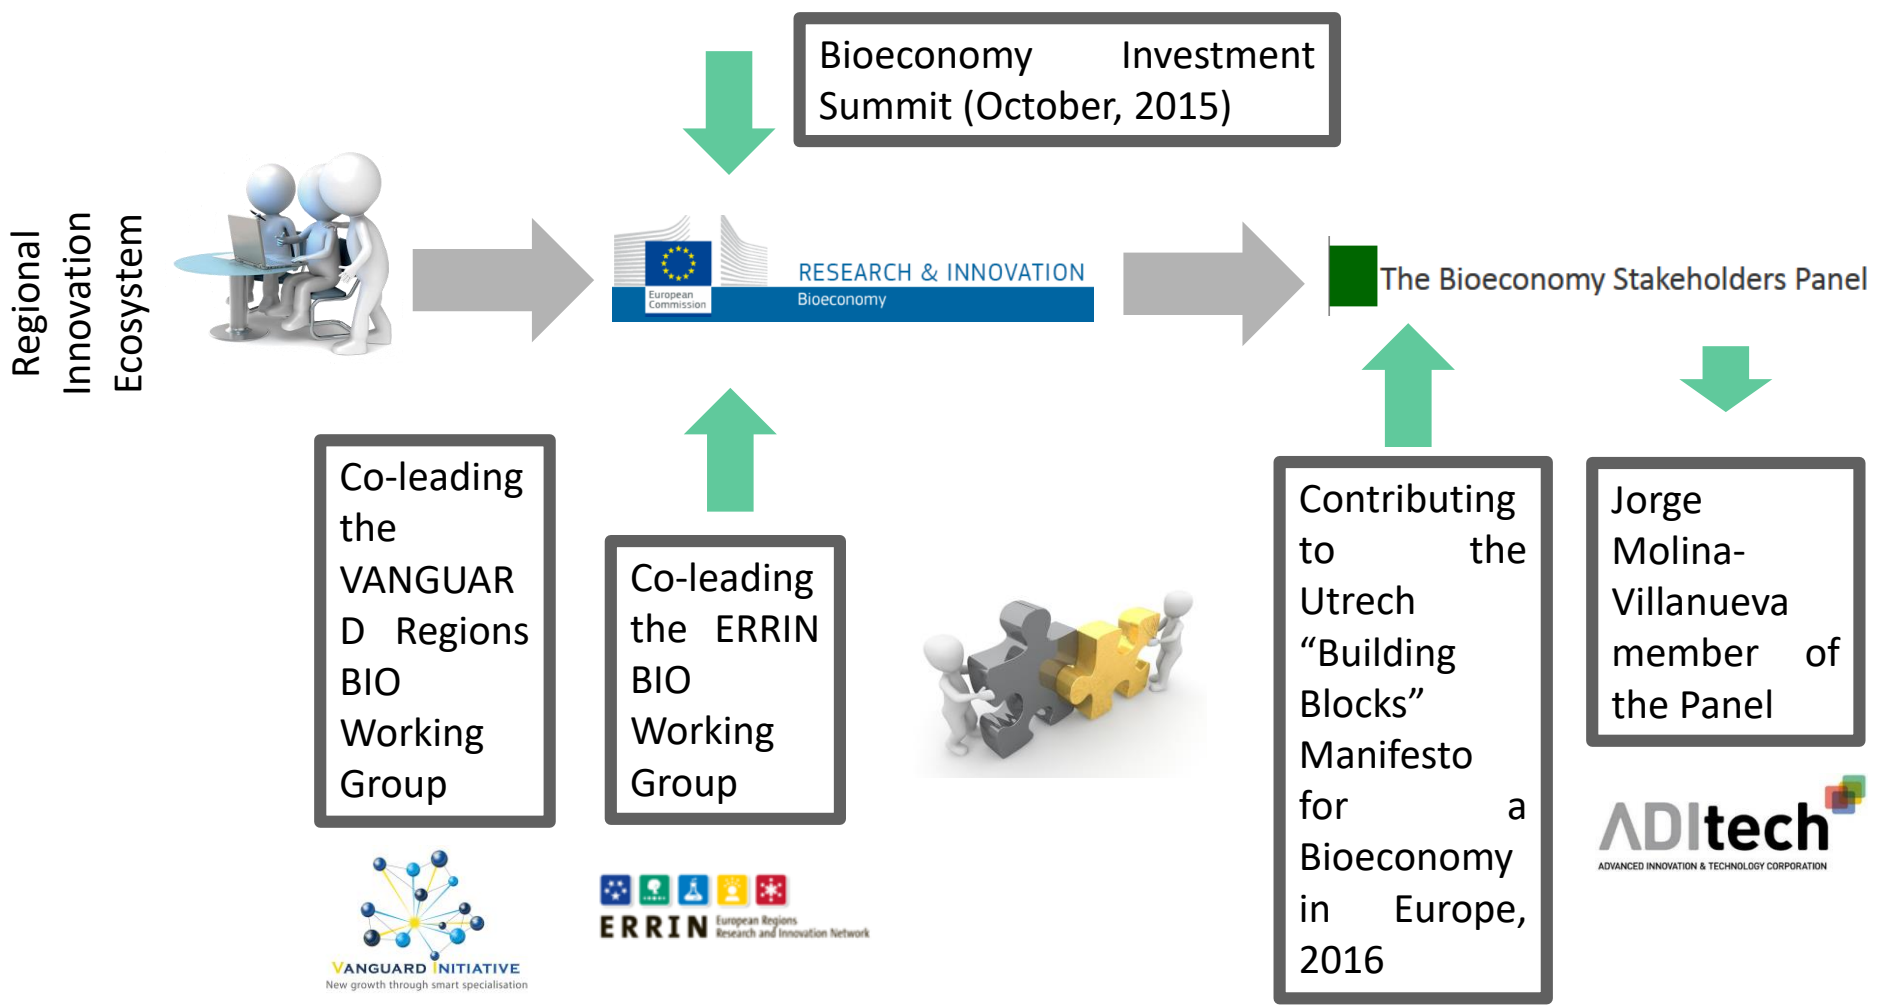 Bioeconomy Investment
Summit (October, 2015)
Regional
Innovation
Ecosystem
European
Commission
RESEARCH & INNOVATION
Bioeconomy
The Bioeconomy Stakeholders Panel
Co-leading
the
VANGUAR
D Regions
BIO
Working
Group
Co-leading
the ERRIN
BIO
Working
Group
Contributing
to the
Utrech
“Building
Blocks”
Manifesto
for a
Bioeconomy
in Europe,
2016
Jorge
Molina-
Villanueva
member of
the Panel
VANGUARD INITIATIVE
New growth through smart specialisation
ERRIN European Regions
Research and Innovation Network
ADItech
ADVANCED INNOVATION & TECHNOLOGY CORPORATION